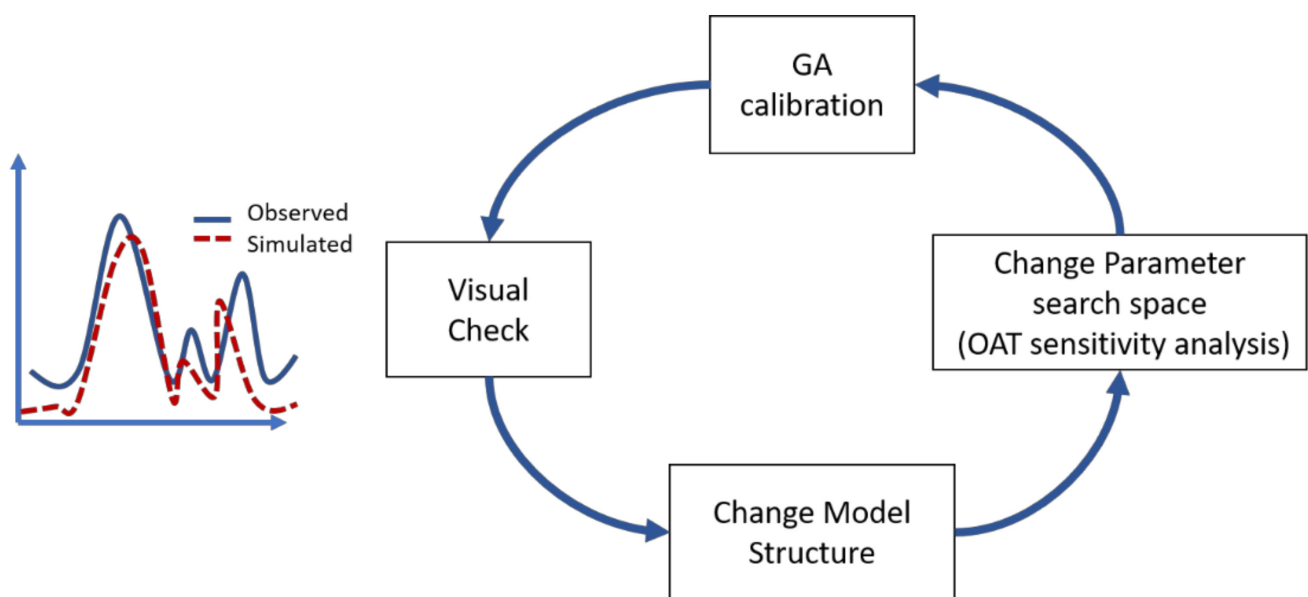 GA
calibration
Observed
Simulated
Visual
Check
Change Parameter
search space
(OAT sensitivity analysis)
Change Model
Structure